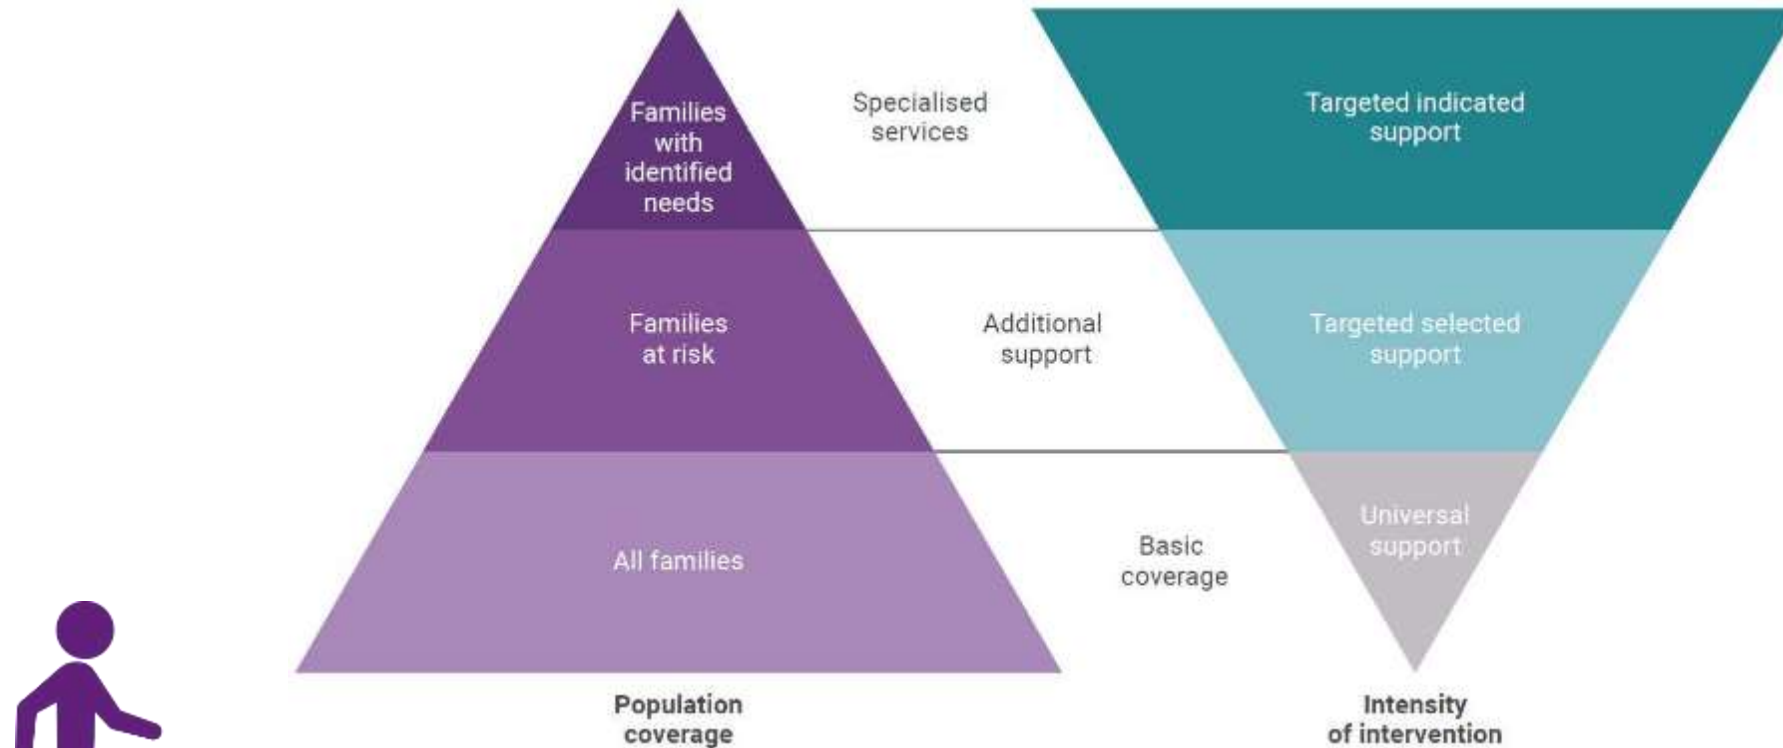 Families
with
identified
needs
Specialised
services
Targeted indicated
support
Families
at risk
Additional
support
Targeted selected
support
All families
Basic
coverage
Universal
support
Population
coverage
Intensity
of intervention